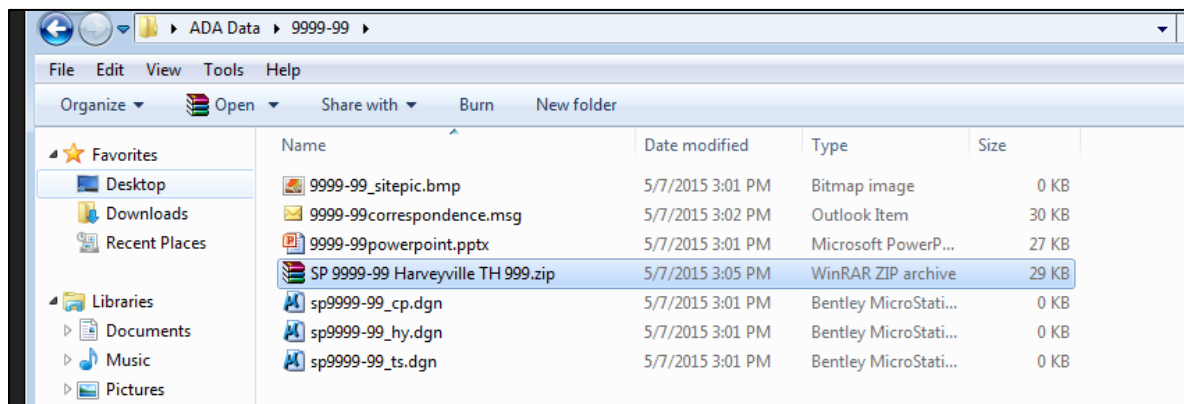 ADA Data 9999-99
File Edit View Tools Help
Organize Open Share with Burn New folder
Favorites
Desktop
Downloads
Recent Places
Libraries
Documents
Music
Pictures
Name Date modified Type Size
9999-99_sitepic.bmp 5/7/2015 3:01 PM Bitmap image 0 KB
9999-99correspondence.msg 5/7/2015 3:02 PM Outlook Item 30 KB
9999-99powerpoint.pptx 5/7/2015 3:01 PM Microsoft PowerP... 27 KB
SP 9999-99 Harveyville TH 999.zip 5/7/2015 3:05 PM WinRAR ZIP archive 29 KB
sp9999-99_cp.dgn 5/7/2015 3:01 PM Bentley MicroStati... 0 KB
sp9999-99_hy.dgn 5/7/2015 3:01 PM Bentley MicroStati... 0 KB
sp9999-99_ts.dgn 5/7/2015 3:01 PM Bentley MicroStati... 0 KB